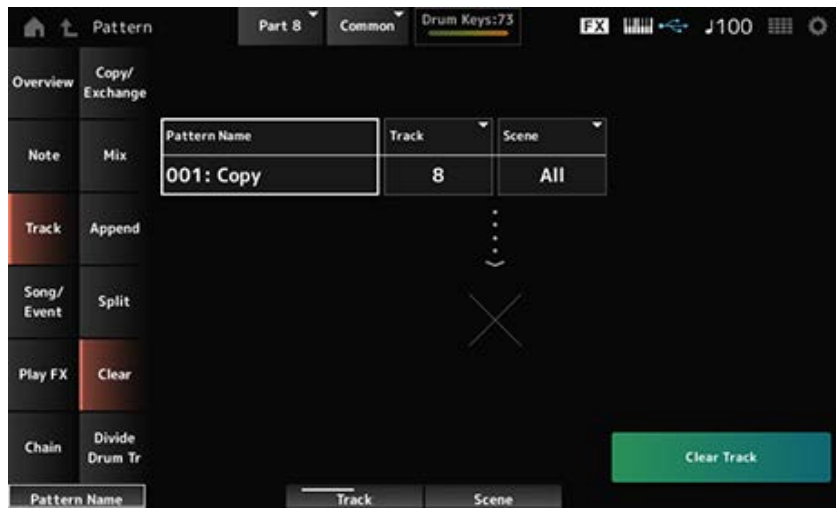 Pattern
Part 8
Common
Drum Keys:73
FX
♩100
Overview
Copy/
Exchange
Note
Mix
Track
Append
Song/
Event
Split
Play FX
Clear
Chain
Divide
Drum Tr
Pattern Name
Track
Scene
001: Copy
8
All
Clear Track
Pattern Name
Track
Scene